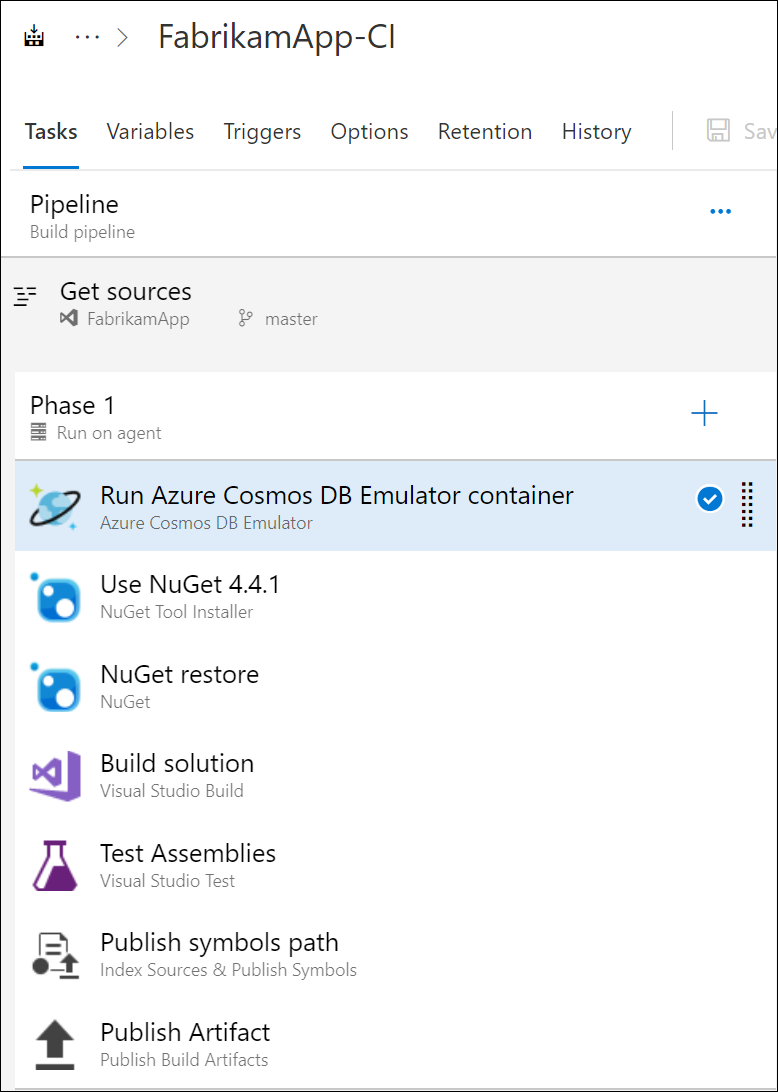 FabrikamApp-CI
Tasks Variables Triggers Options Retention History Sav
Pipeline
Build pipeline
Get sources
FabrikamApp master
Phase 1
Run on agent
Run Azure Cosmos DB Emulator container
Azure Cosmos DB Emulator
Use NuGet 4.4.1
NuGet Tool Installer
NuGet restore
NuGet
Build solution
Visual Studio Build
Test Assemblies
Visual Studio Test
Publish symbols path
Index Sources & Publish Symbols
Publish Artifact
Publish Build Artifacts